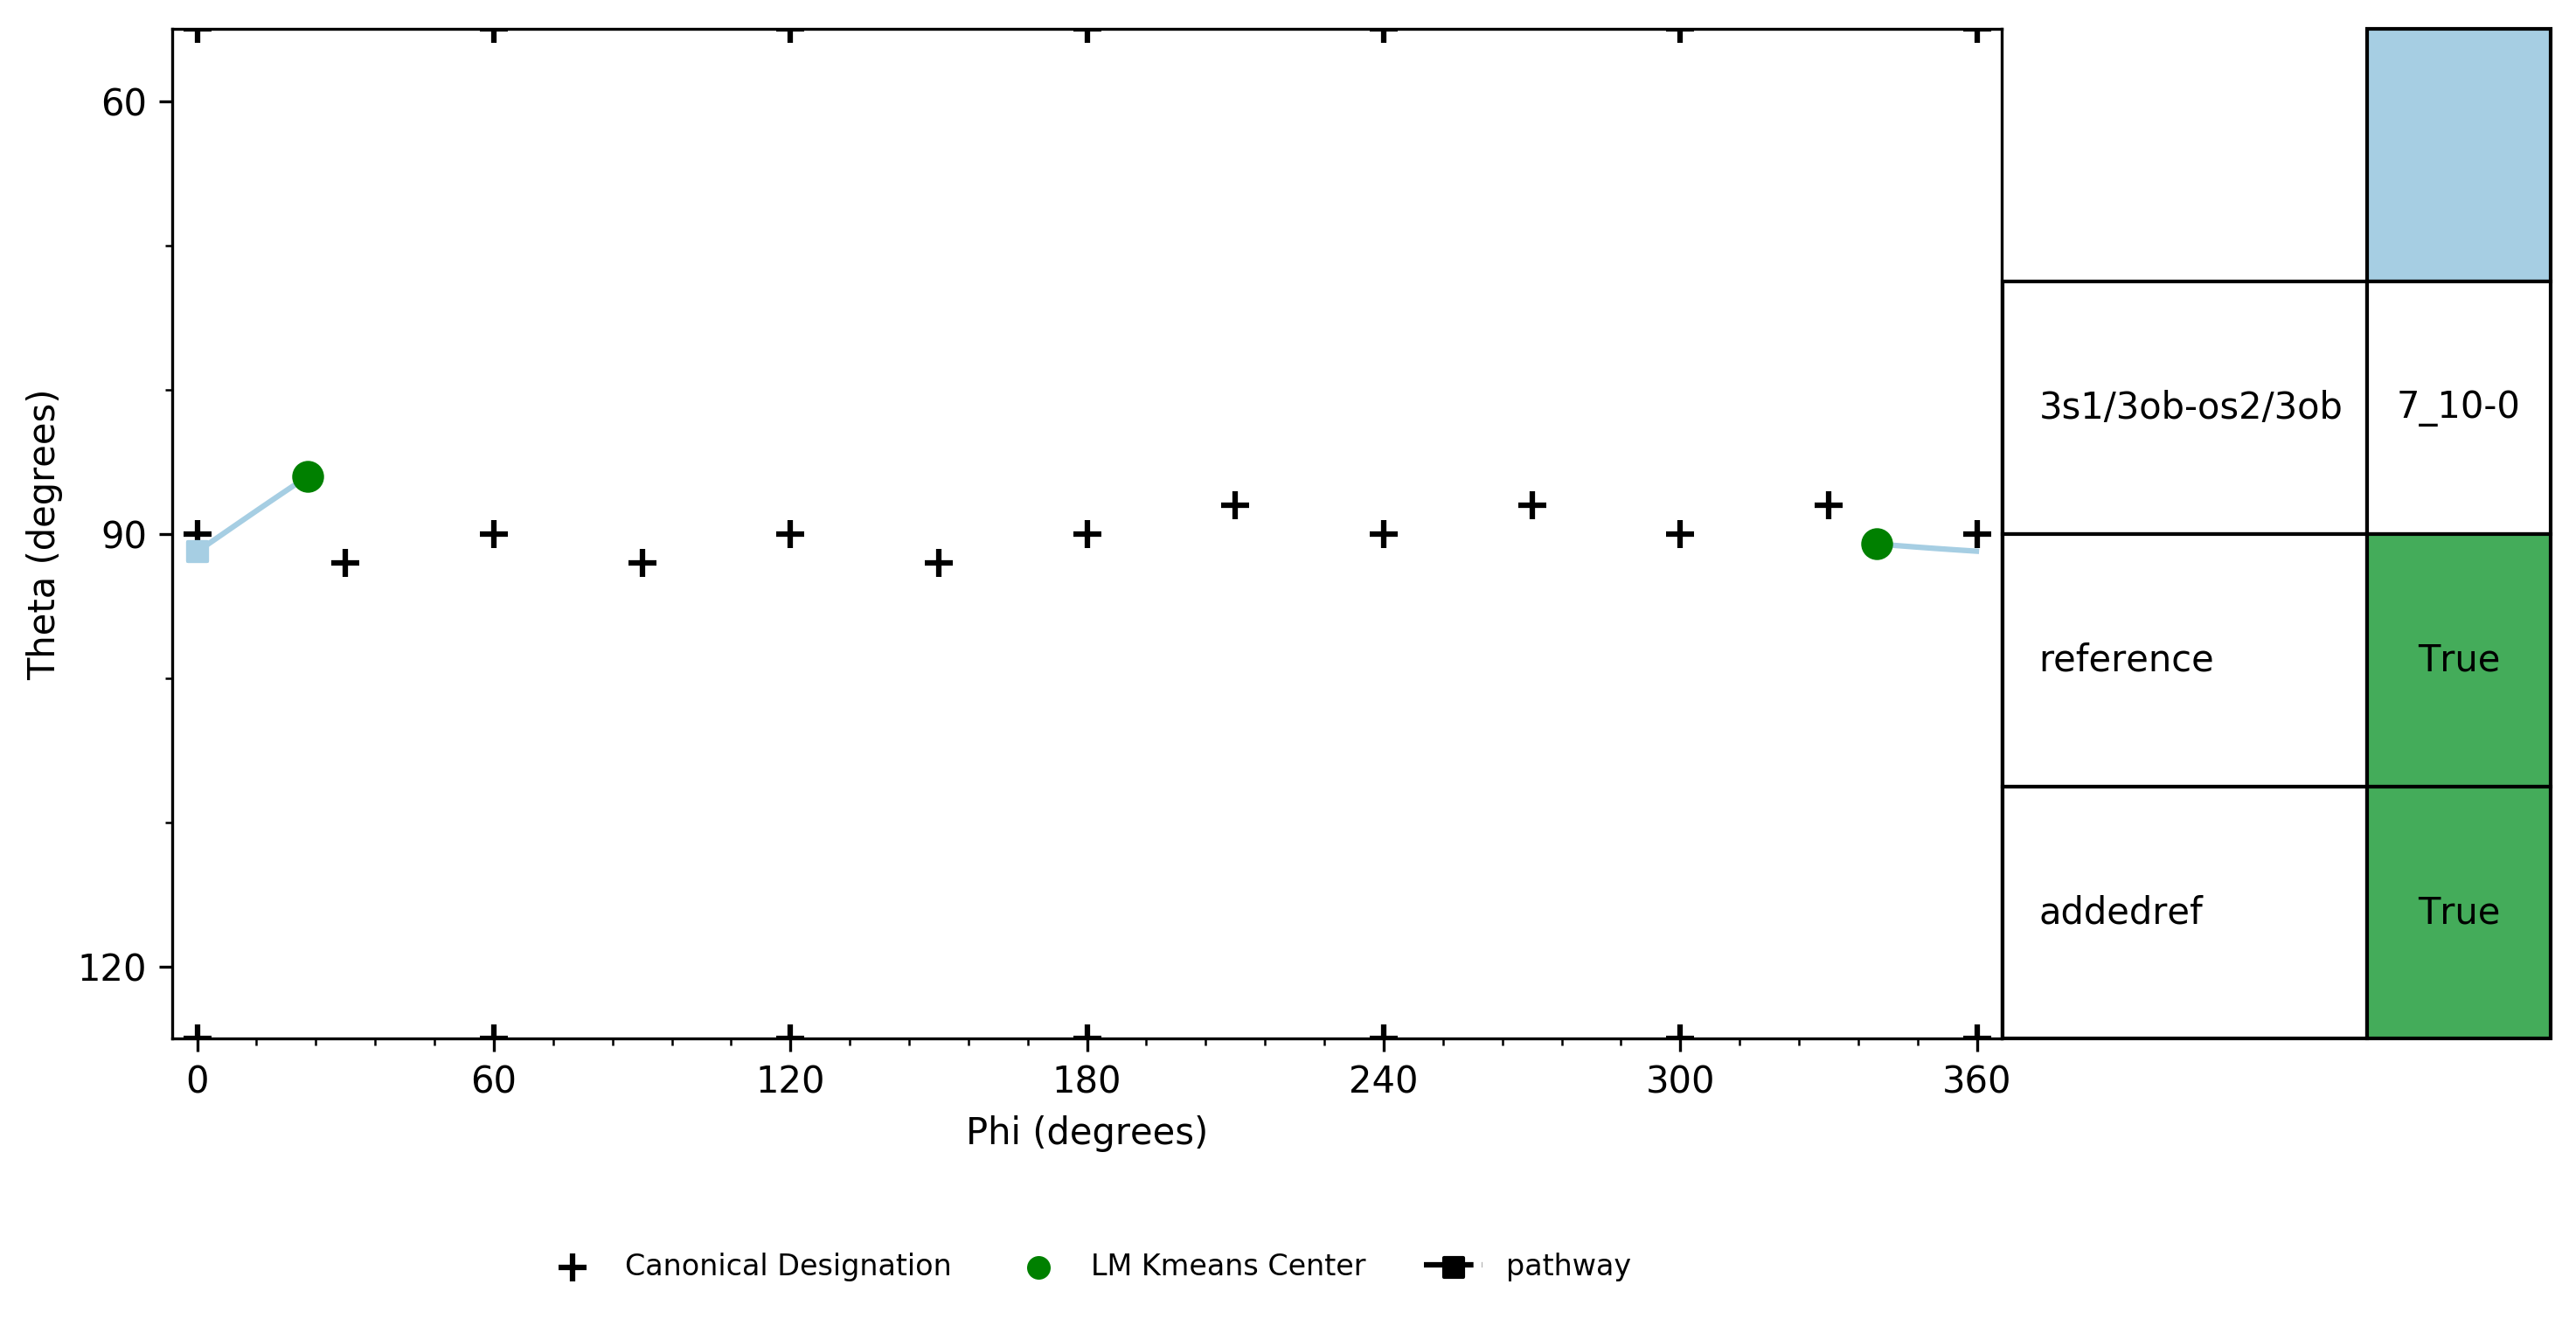 60
90
120
Theta (degrees)
0 60 120 180 240 300 360
Phi (degrees)
3s1/3ob-os2/3ob 7_10-0
reference True
addedref True
Canonical Designation LM Kmeans Center pathway